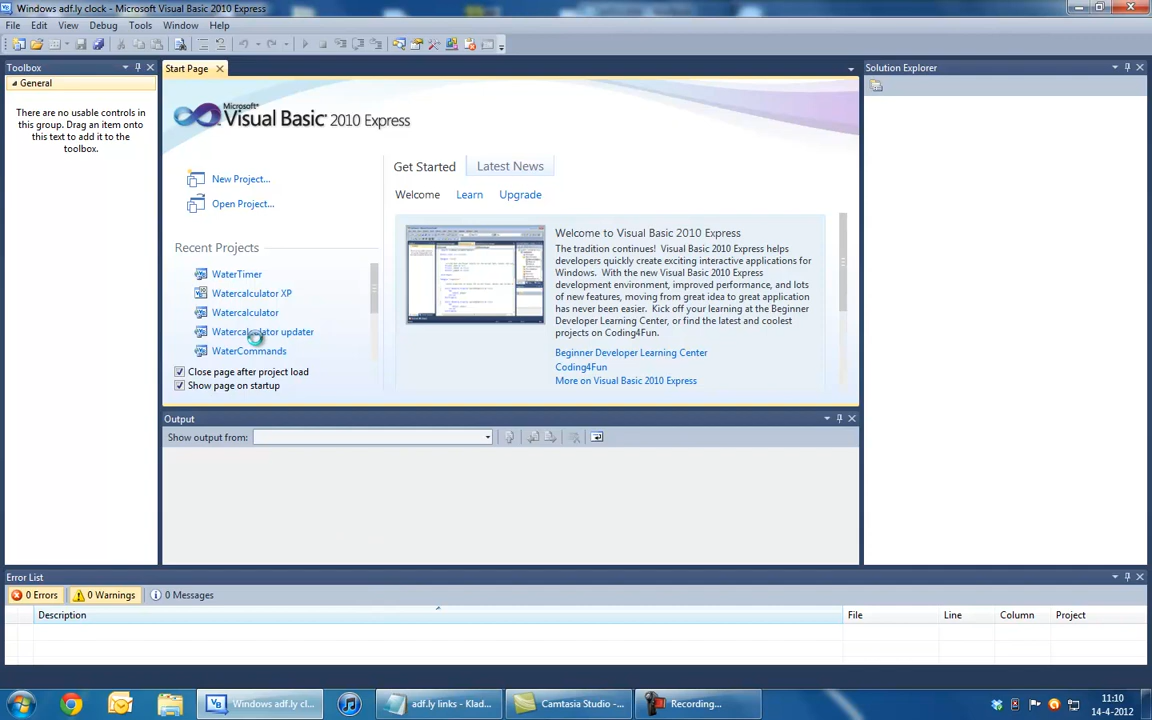 Windows adf.ly clock - Microsoft Visual Basic 2010 Express
File Edit View Debug Tools Window Help
Toolbox
General
There are no usable controls in
this group. Drag an item onto
this text to add it to the
toolbox.
Start Page
Microsoft®
Visual Basic® 2010 Express
New Project...
Open Project...
Recent Projects
WaterTimer
Watercalculator XP
Watercalculator
Watercalculator updater
WaterCommands
Close page after project load
Show page on startup
Get Started Latest News
Welcome Learn Upgrade
Welcome to Visual Basic 2010 Express
The tradition continues! Visual Basic 2010 Express helps
developers quickly create exciting interactive applications for
Windows. With the new Visual Basic 2010 Express
development environment, improved performance, and lots
of new features, moving from great idea to great application
has never been easier. Kick off your learning at the Beginner
Developer Learning Center, or find the latest and coolest
projects on Coding4Fun.
Beginner Developer Learning Center
Coding4Fun
More on Visual Basic 2010 Express
Solution Explorer
Output
Show output from:
Error List
0 Errors 0 Warnings 0 Messages
Description File Line Column Project
Windows adf.ly cl... adf.ly links - Klad... Camtasia Studio -... Recording...
11:10
14-4-2012